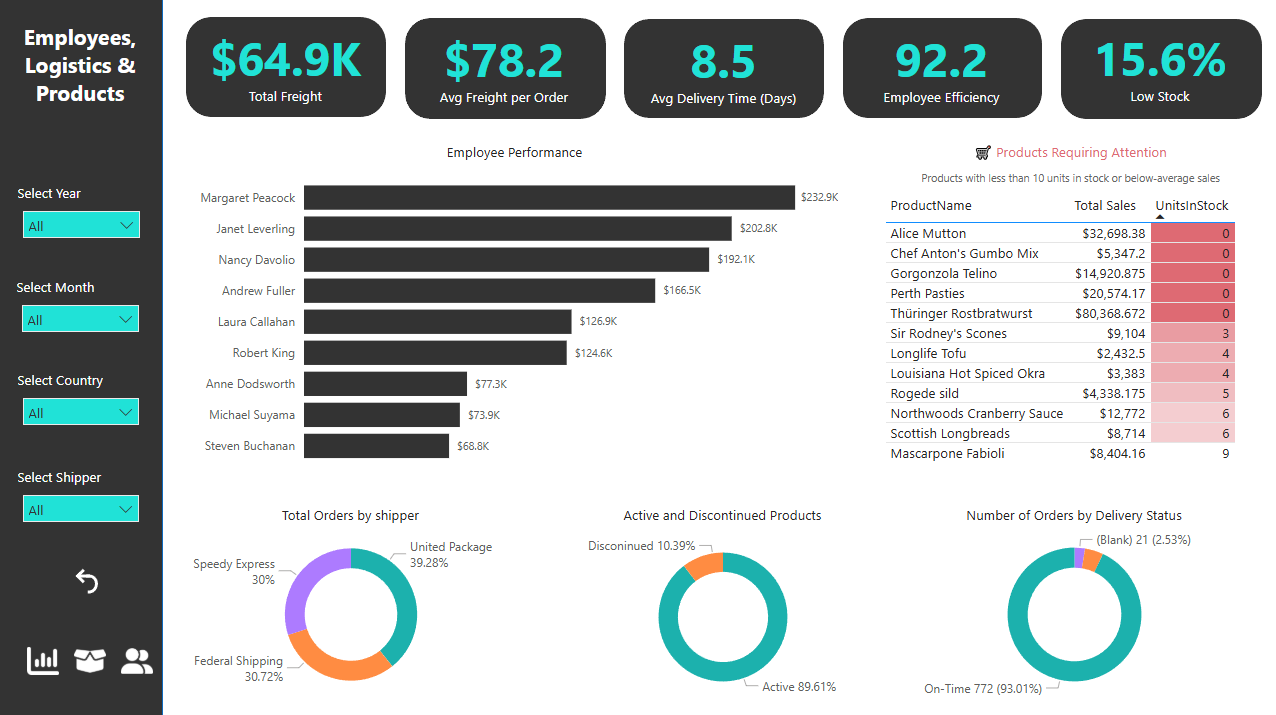 Employees,
Logistics &
Products
Select Year
All
Select Month
All
Select Country
All
Select Shipper
All
$64.9K
Total Freight
$78.2
Avg Freight per Order
8.5
Avg Delivery Time (Days)
92.2
Employee Efficiency
15.6%
Low Stock
Employee Performance
Margaret Peacock $232.9K
Janet Leverling $202.8K
Nancy Davolio $192.1K
Andrew Fuller $166.5K
Laura Callahan $126.9K
Robert King $124.6K
Anne Dodsworth $77.3K
Michael Suyama $73.9K
Steven Buchanan $68.8K
Products Requiring Attention
Products with less than 10 units in stock or below-average sales
ProductName Total Sales UnitsInStock
Alice Mutton $32,698.38 0
Chef Anton's Gumbo Mix $5,347.2 0
Gorgonzola Telino $14,920.875 0
Perth Pasties $20,574.17 0
Thüringer Rostbratwurst $80,368.672 0
Sir Rodney's Scones $9,104 3
Longlife Tofu $2,432.5 4
Louisiana Hot Spiced Okra $3,383 4
Rogede sild $4,338.175 5
Northwoods Cranberry Sauce $12,772 6
Scottish Longbreads $8,714 6
Mascarpone Fabioli $8,404.16 9
Total Orders by shipper
United Package
39.28%
Speedy Express
30%
Federal Shipping
30.72%
Active and Discontinued Products
Disconinued 10.39%
Active 89.61%
Number of Orders by Delivery Status
(Blank) 21 (2.53%)
On-Time 772 (93.01%)